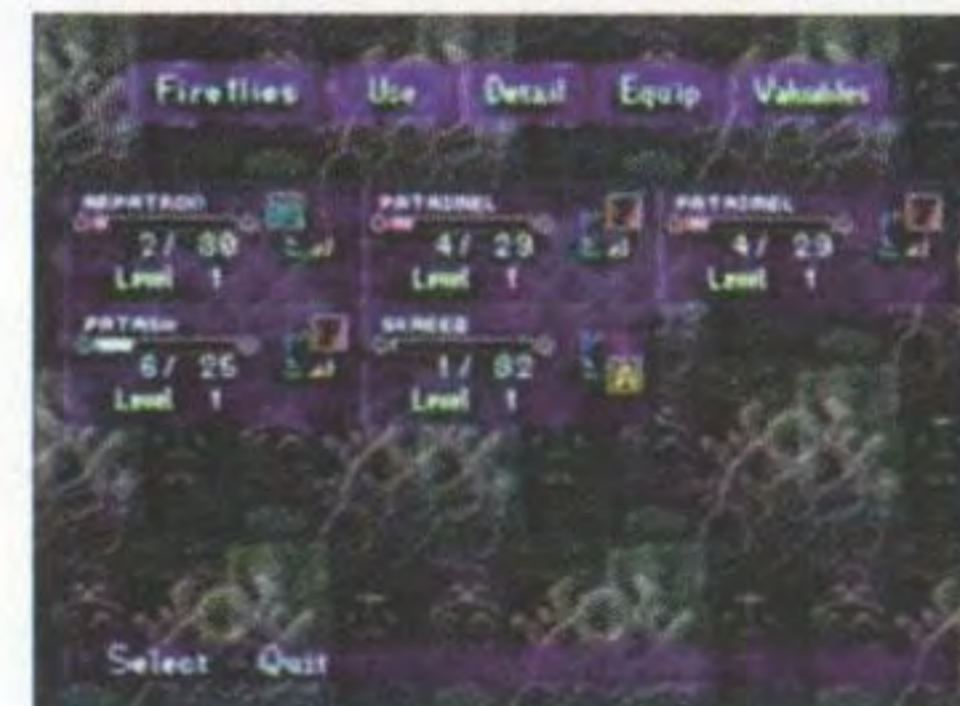 Fireflies Use Detail Equip Valuables
2/ 30 4/ 29 4/ 29
Level 1 Level 1 Level 1
6/ 25 1/ 32
Level 1 Level 1
Select Quit